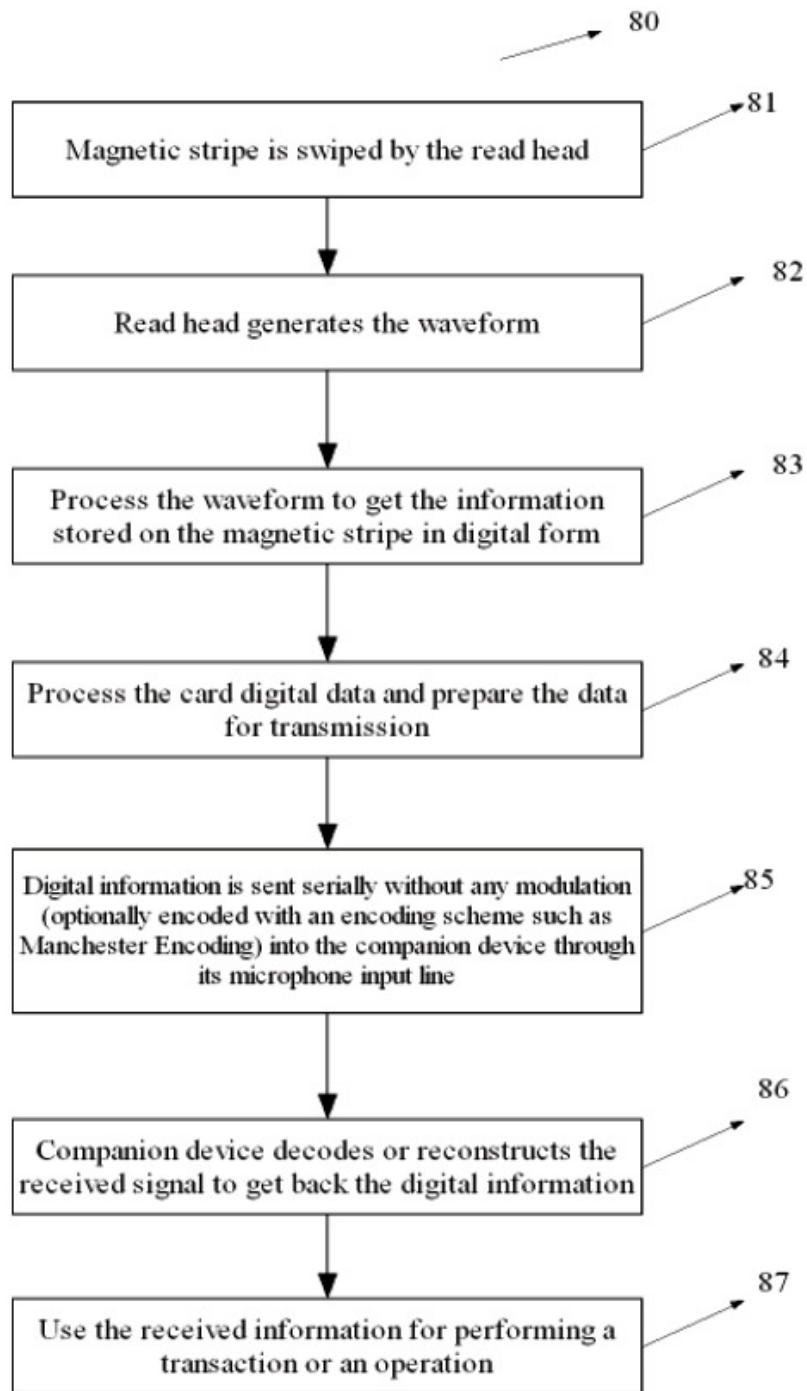 80
81
Magnetic stripe is swiped by the read head
82
Read head generates the waveform
83
Process the waveform to get the information
stored on the magnetic stripe in digital form
84
Process the card digital data and prepare the data
for transmission
85
Digital information is sent serially without any modulation
(optionally encoded with an encoding scheme such as
Manchester Encoding) into the companion device through
its microphone input line
86
Companion device decodes or reconstructs the
received signal to get back the digital information
87
Use the received information for performing a
transaction or an operation